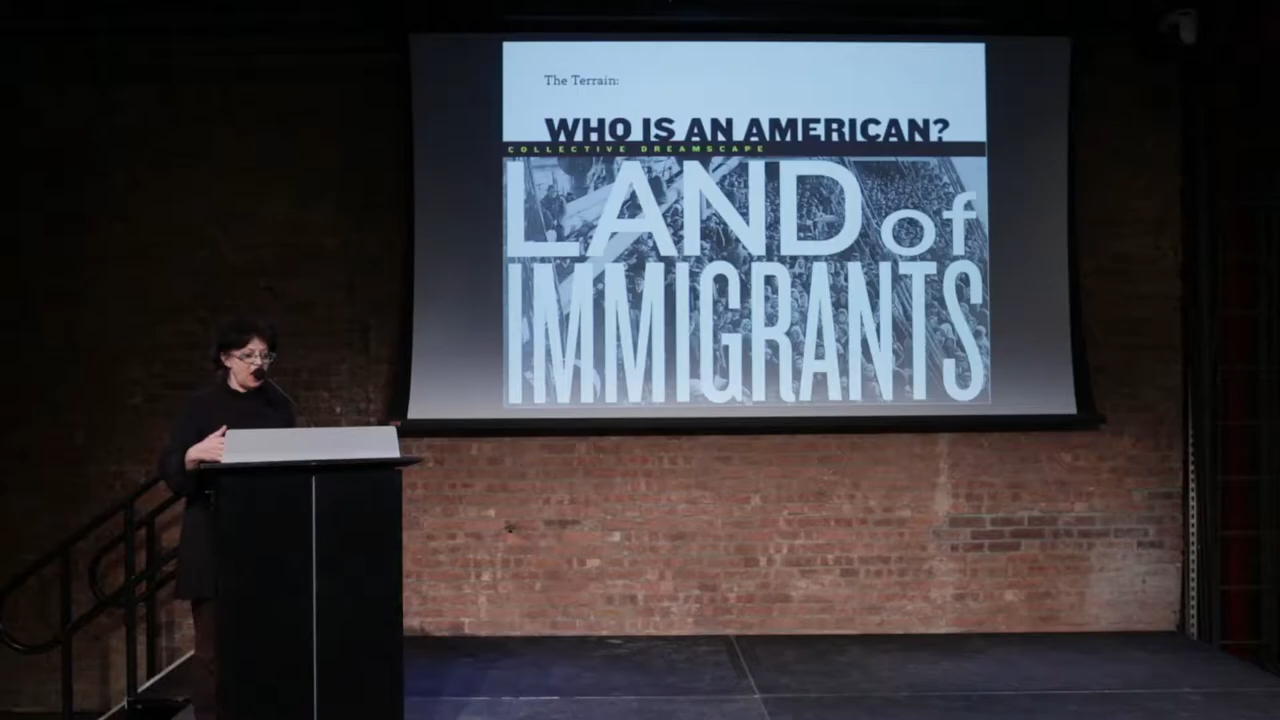 The Terrain:
WHO IS AN AMERICAN?
COLLECTIVE DREAMSCAPE
LAND of
IMMIGRANTS